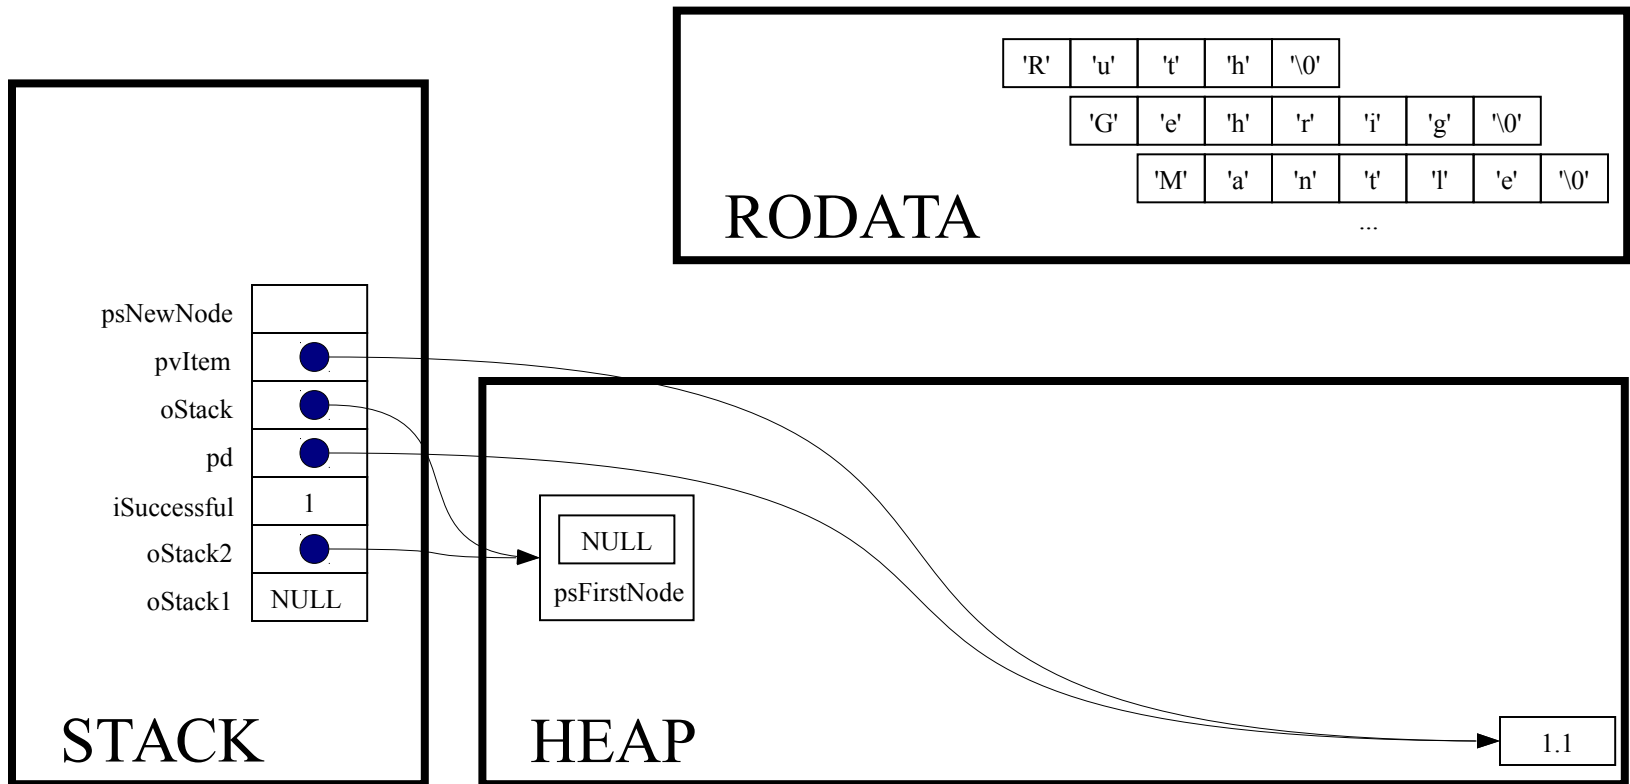 'R' 'u' 't' 'h' '\0'
'G' 'e' 'h' 'r' 'i' 'g' '\0'
'M' 'a' 'n' 't' 'l' 'e' '\0'
...
RODATA
psNewNode
pvItem
oStack
pd
iSuccessful 1
oStack2
oStack1 NULL
STACK
NULL
psFirstNode
HEAP
1.1